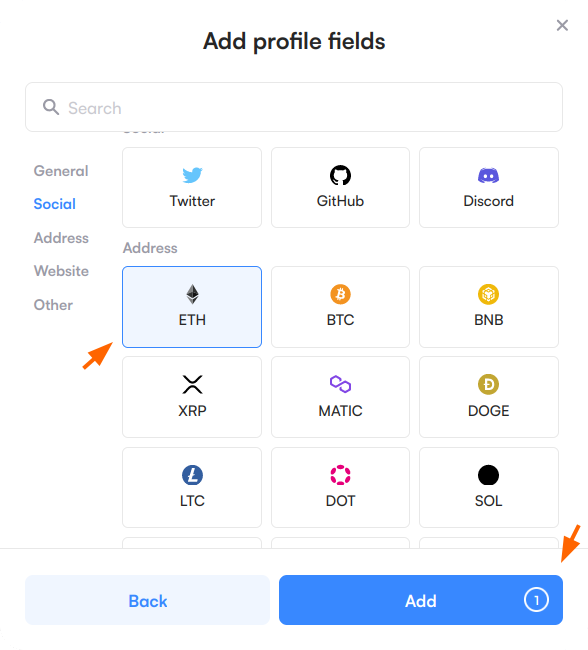 Add profile fields
Search
Social
General
Social
Address
Website
Other
Twitter
GitHub
Discord
Address
ETH
BTC
BNB
XRP
MATIC
DOGE
LTC
DOT
SOL
Back
Add
1